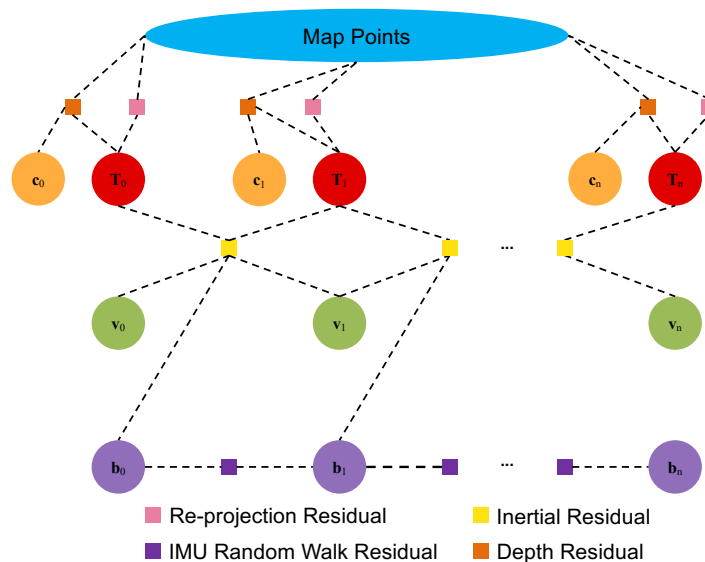 Map Points
c₀ T₀ c₁ T₁ cₙ Tₙ
...
v₀ v₁ vₙ
b₀ b₁ ... bₙ
Re-projection Residual Inertial Residual
IMU Random Walk Residual Depth Residual